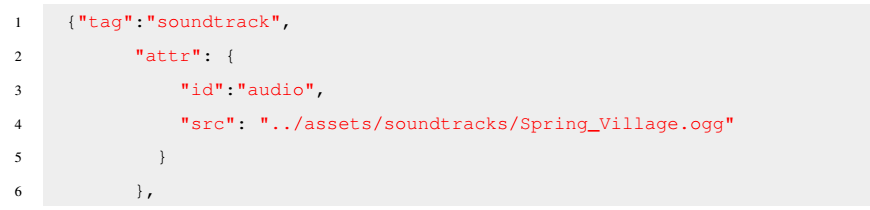 1 {"tag":"soundtrack",
2 "attr": {
3 "id":"audio",
4 "src": "../assets/soundtracks/Spring_Village.ogg"
5 }
6 },